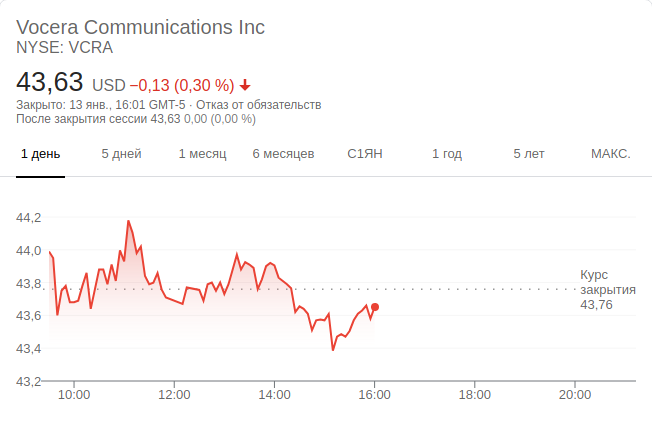 Vocera Communications Inc
NYSE: VCRA
43,63 USD −0,13 (0,30 %)
Закрыто: 13 янв., 16:01 GMT-5 · Отказ от обязательств
После закрытия сессии 43,63 0,00 (0,00 %)
1 день 5 дней 1 месяц 6 месяцев С1ЯН 1 год 5 лет МАКС.
44,2
44,0
43,8
43,6
43,4
43,2
Курс
закрытия
43,76
10:00 12:00 14:00 16:00 18:00 20:00